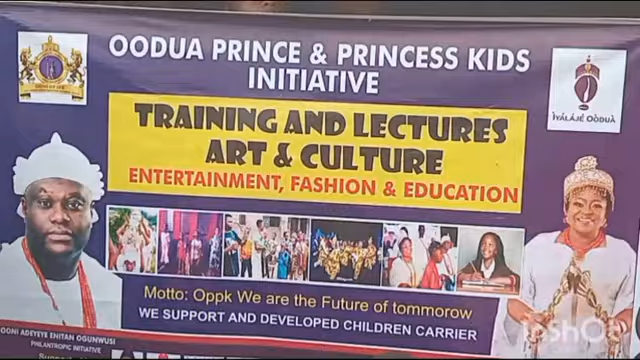 OODUA PRINCE & PRINCESS KIDS
INITIATIVE
ÌYÁLÁJÉ OÒDUÀ
TRAINING AND LECTURES
ART & CULTURE
ENTERTAINMENT, FASHION & EDUCATION
Motto: Oppk We are the Future of tommorow
WE SUPPORT AND DEVELOPED CHILDREN CARRIER
OONI ADEYEYE ENITAN OGUNWUSI
PHILANTROPIC INITIATIVE
InShot